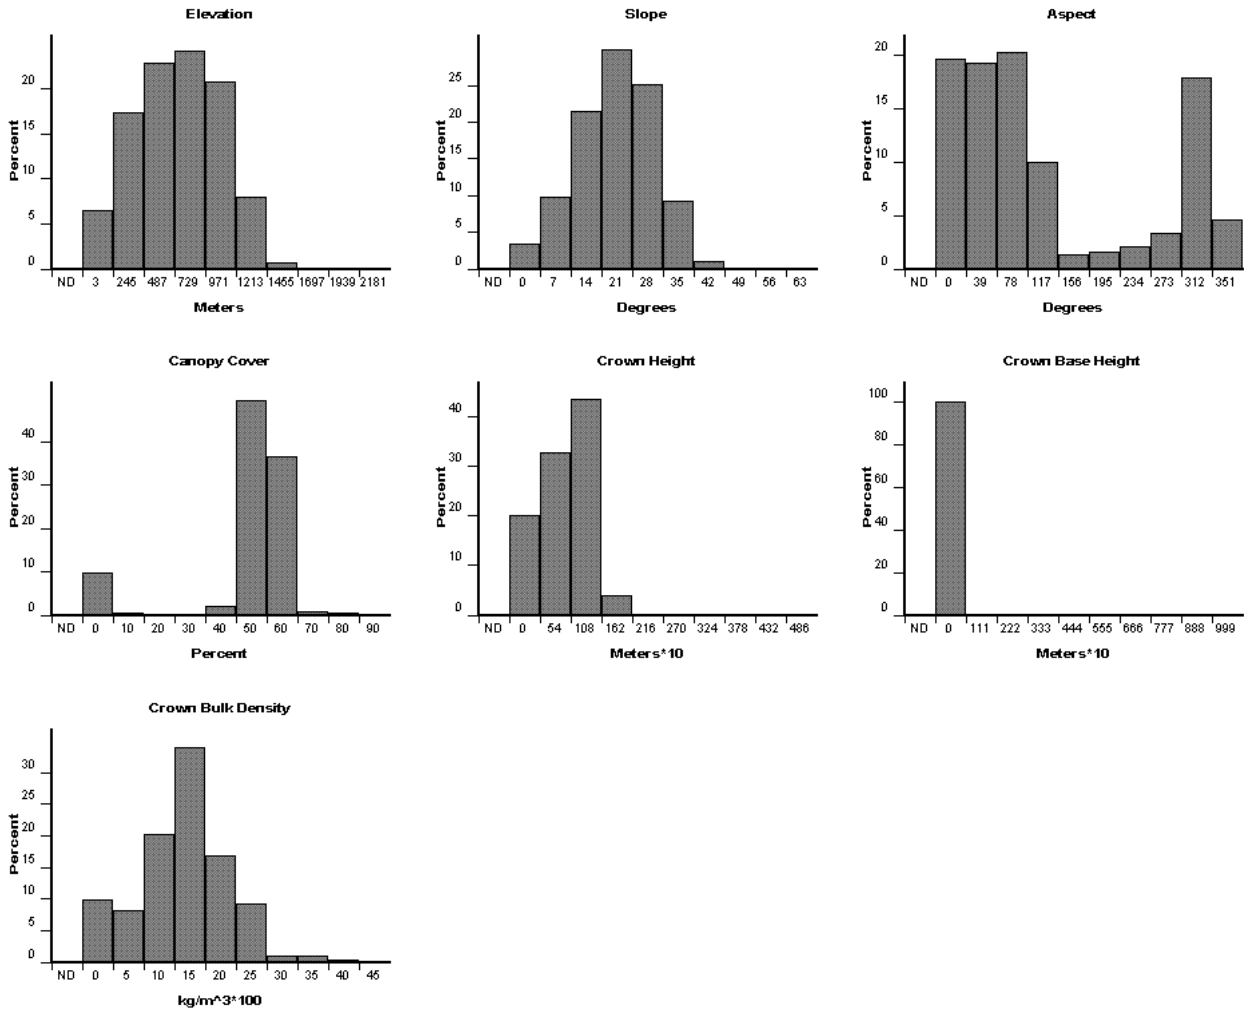 Elevation
Percent
20
15
10
5
0
ND 3 245 487 729 971 1213 1455 1697 1939 2181
Meters
Slope
Percent
25
20
15
10
5
0
ND 0 7 14 21 28 35 42 49 56 63
Degrees
Aspect
Percent
20
15
10
5
0
ND 0 39 78 117 156 195 234 273 312 351
Degrees
Canopy Cover
Percent
40
30
20
10
0
ND 0 10 20 30 40 50 60 70 80 90
Percent
Crown Height
Percent
40
30
20
10
0
ND 0 54 108 162 216 270 324 378 432 486
Meters*10
Crown Base Height
Percent
100
80
60
40
20
0
ND 0 111 222 333 444 555 666 777 888 999
Meters*10
Crown Bulk Density
Percent
30
25
20
15
10
5
0
ND 0 5 10 15 20 25 30 35 40 45
kg/m^3*100